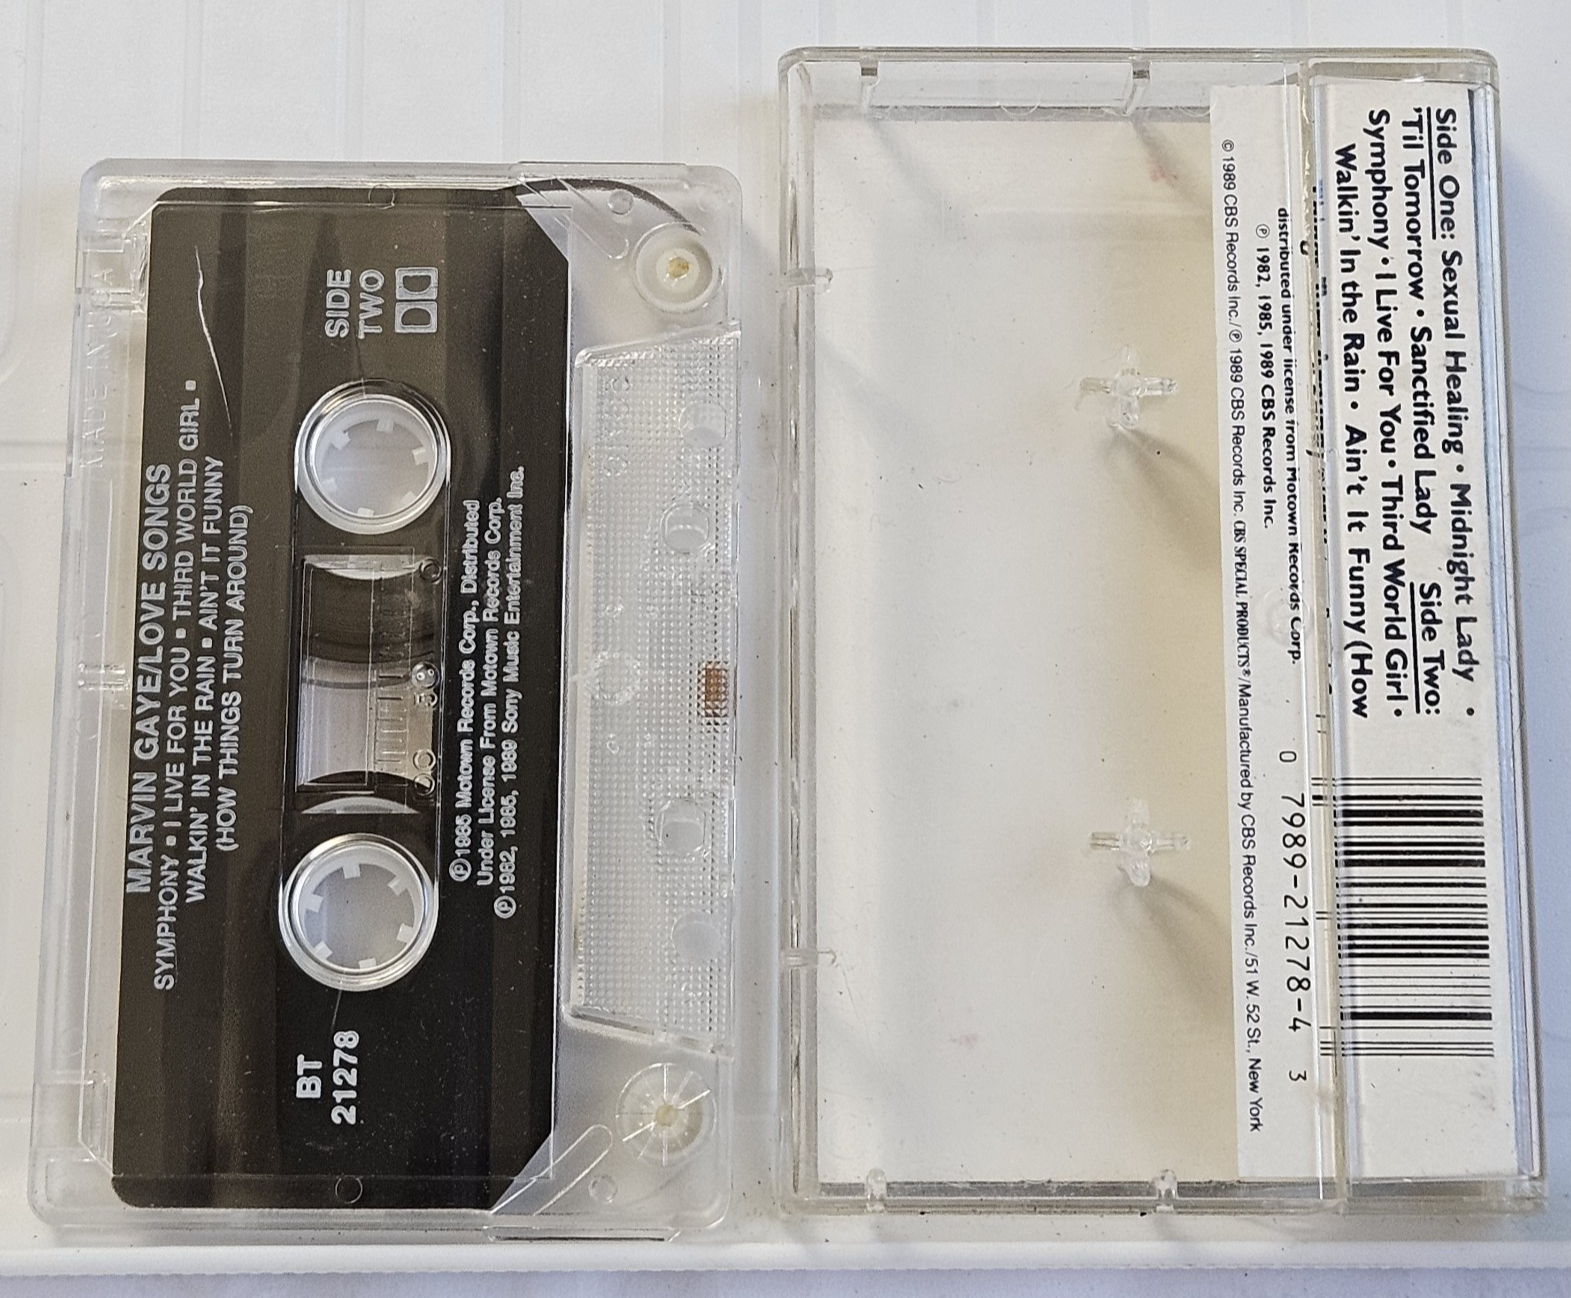 MARVIN GAYE/LOVE SONGS
SYMPHONY ▪ I LIVE FOR YOU ▪ THIRD WORLD GIRL ▪
WALKIN' IN THE RAIN ▪ AIN'T IT FUNNY
(HOW THINGS TURN AROUND)
SIDE
TWO
BT
21278
℗1985 Motown Records Corp., Distributed
Under License From Motown Records Corp.
℗1982, 1985, 1989 Sony Music Entertainment Inc.
Side One: Sexual Healing • Midnight Lady •
'Til Tomorrow • Sanctified Lady Side Two:
Symphony • I Live For You • Third World Girl •
Walkin' In the Rain • Ain't It Funny (How
distributed under license from Motown Records Corp.
℗ 1982, 1985, 1989 CBS Records Inc.
0 7989-21278-4 3
© 1989 CBS Records Inc./℗ 1989 CBS Records Inc. CBS SPECIAL PRODUCTS®/Manufactured by CBS Records Inc./51 W. 52 St., New York